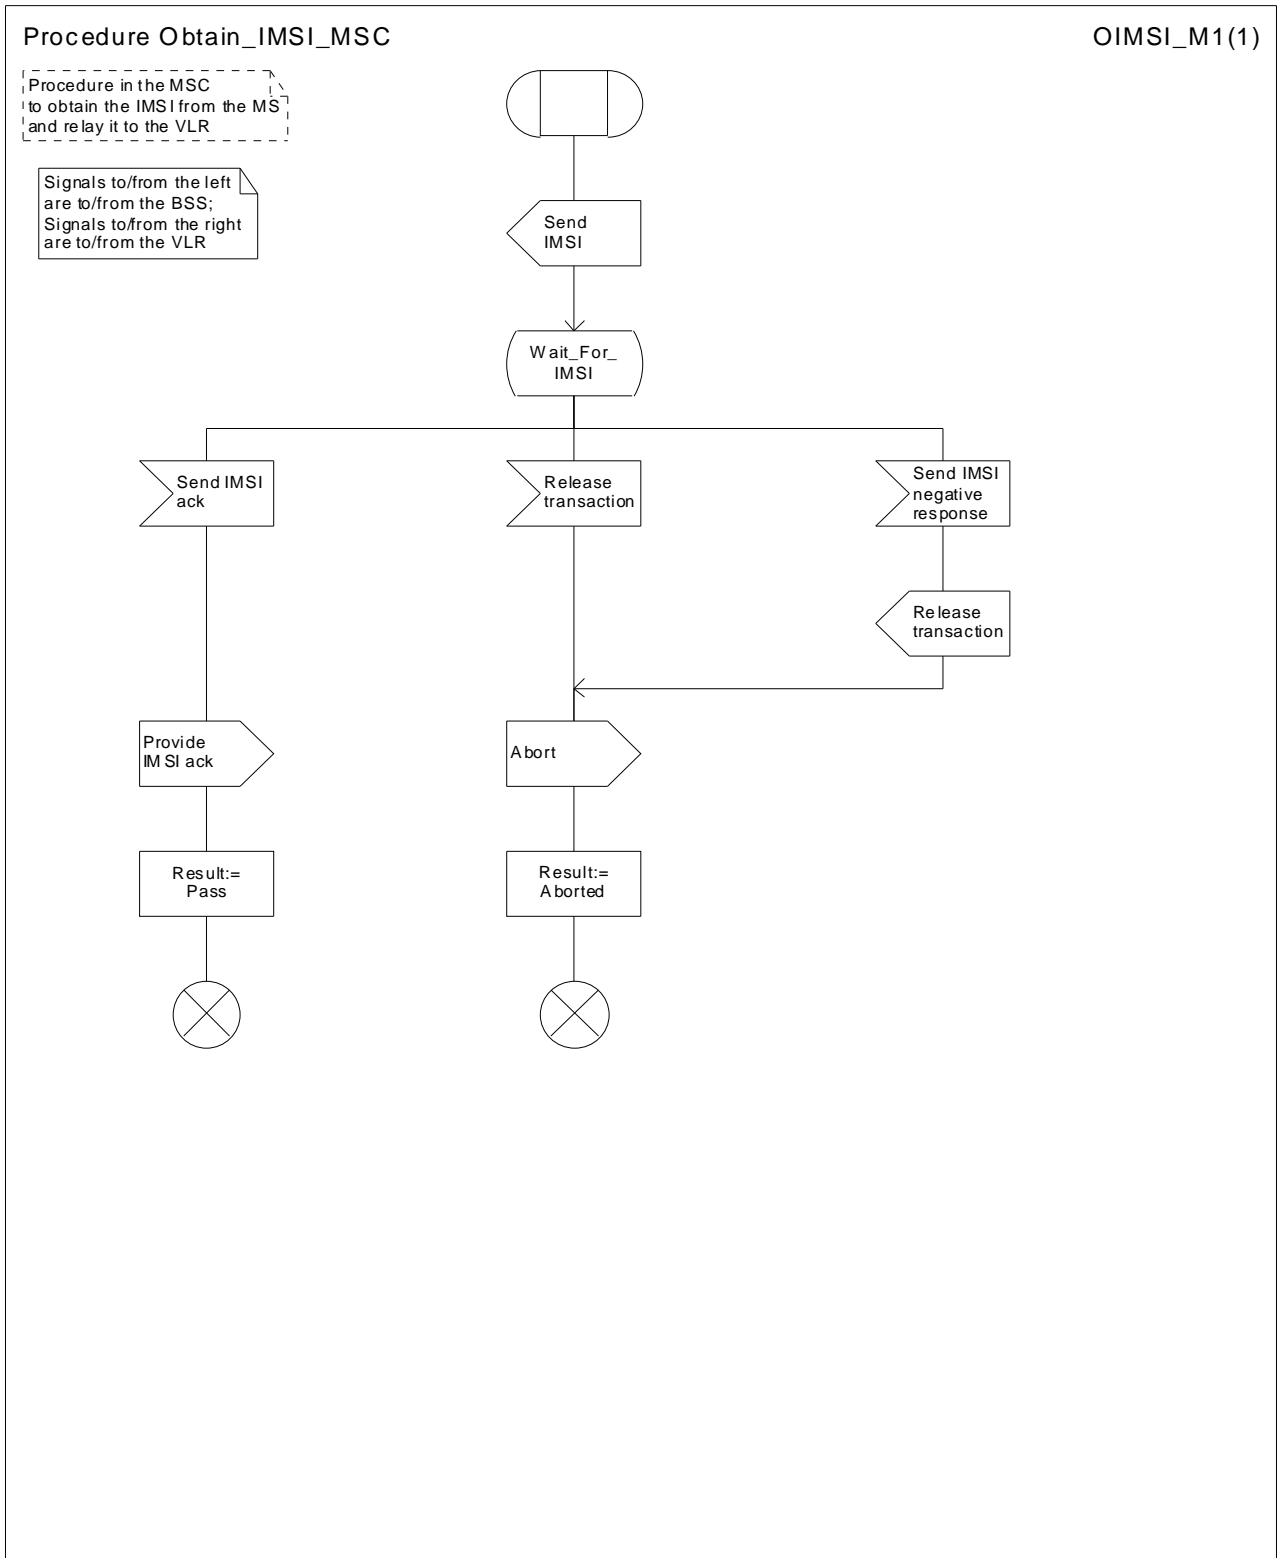 Procedure Obtain_IMSI_MSC
OIMSI_M1(1)
Procedure in the MSC
to obtain the IMSI from the MS
and relay it to the VLR
Signals to/from the left
are to/from the BSS;
Signals to/from the right
are to/from the VLR
Send
IMSI
Wait_For_
IMSI
Send IMSI
ack
Release
transaction
Send IMSI
negative
response
Release
transaction
Provide
IMSI ack
Abort
Result:=
Pass
Result:=
Aborted